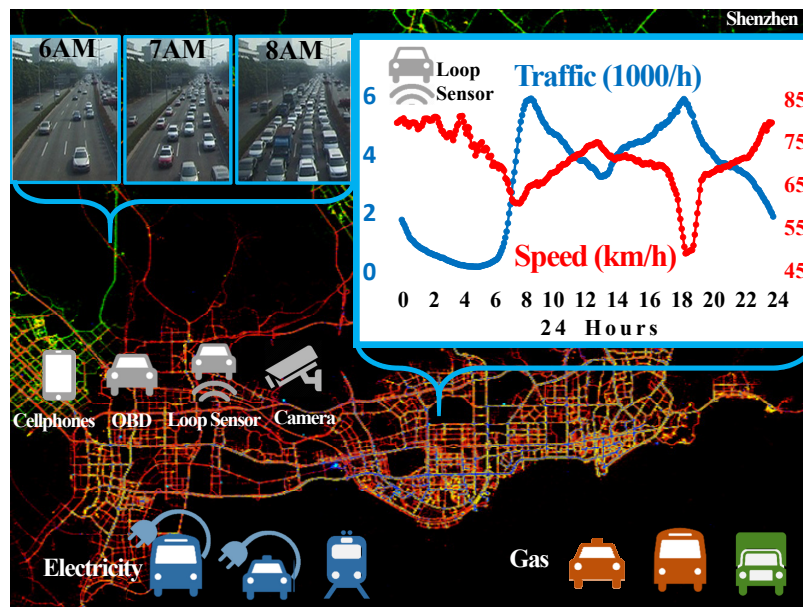 Shenzhen
6AM 7AM 8AM
Loop
Sensor
Traffic (1000/h)
6 85
4 75
65
2 55
0 45
Speed (km/h)
0 2 4 6 8 10 12 14 16 18 20 22 24
24 Hours
Cellphones OBD Loop Sensor Camera
Electricity Gas